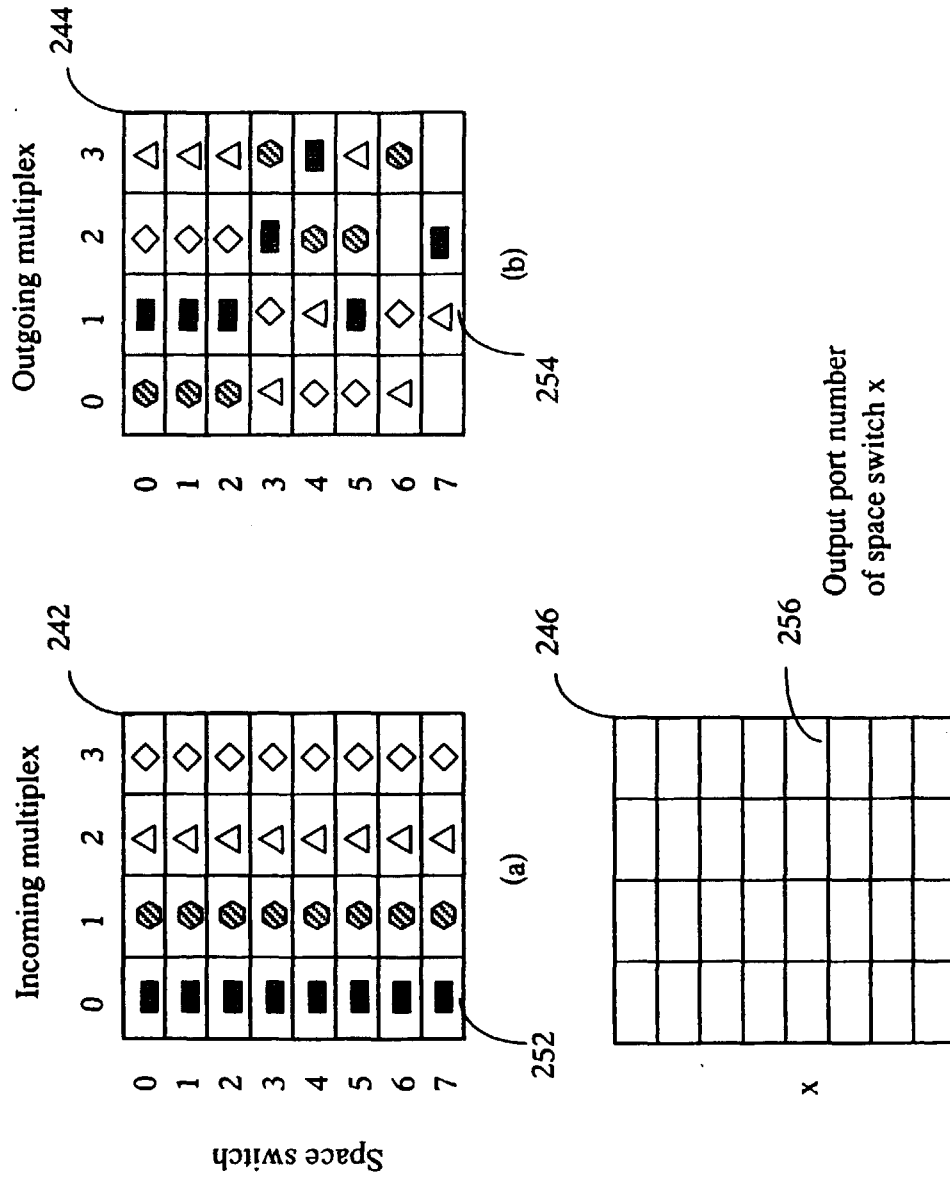 Incoming multiplex
0 1 2 3
242
Space switch
0
1
2
3
4
5
6
7
252
(a)
Outgoing multiplex
0 1 2 3
244
0
1
2
3
4
5
6
7
254
(b)
246
x
256
Output port number
of space switch x